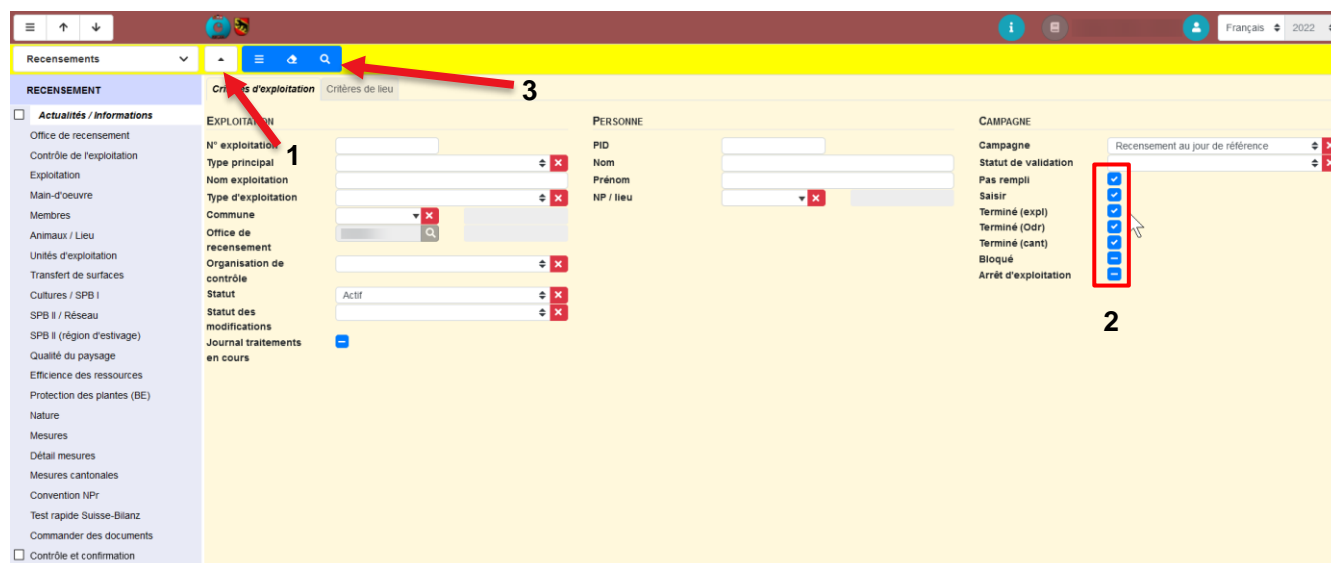 Français 2022
Recensements
RECENSEMENT
Actualités / Informations
Office de recensement
Contrôle de l'exploitation
Exploitation
Main-d'oeuvre
Membres
Animaux / Lieu
Unités d'exploitation
Transfert de surfaces
Cultures / SPB I
SPB II / Réseau
SPB II (région d'estivage)
Qualité du paysage
Efficience des ressources
Protection des plantes (BE)
Nature
Mesures
Détail mesures
Mesures cantonales
Convention NPr
Test rapide Suisse-Bilanz
Commander des documents
Contrôle et confirmation
Critères d'exploitation Critères de lieu
3
1
EXPLOITATION
N° exploitation
Type principal
Nom exploitation
Type d'exploitation
Commune
Office de
recensement
Organisation de
contrôle
Statut Actif
Statut des
modifications
Journal traitements
en cours
PERSONNE
PID
Nom
Prénom
NP / lieu
CAMPAGNE
Campagne Recensement au jour de référence
Statut de validation
Pas rempli
Saisir
Terminé (expl)
Terminé (Odr)
Terminé (cant)
Bloqué
Arrêt d'exploitation
2